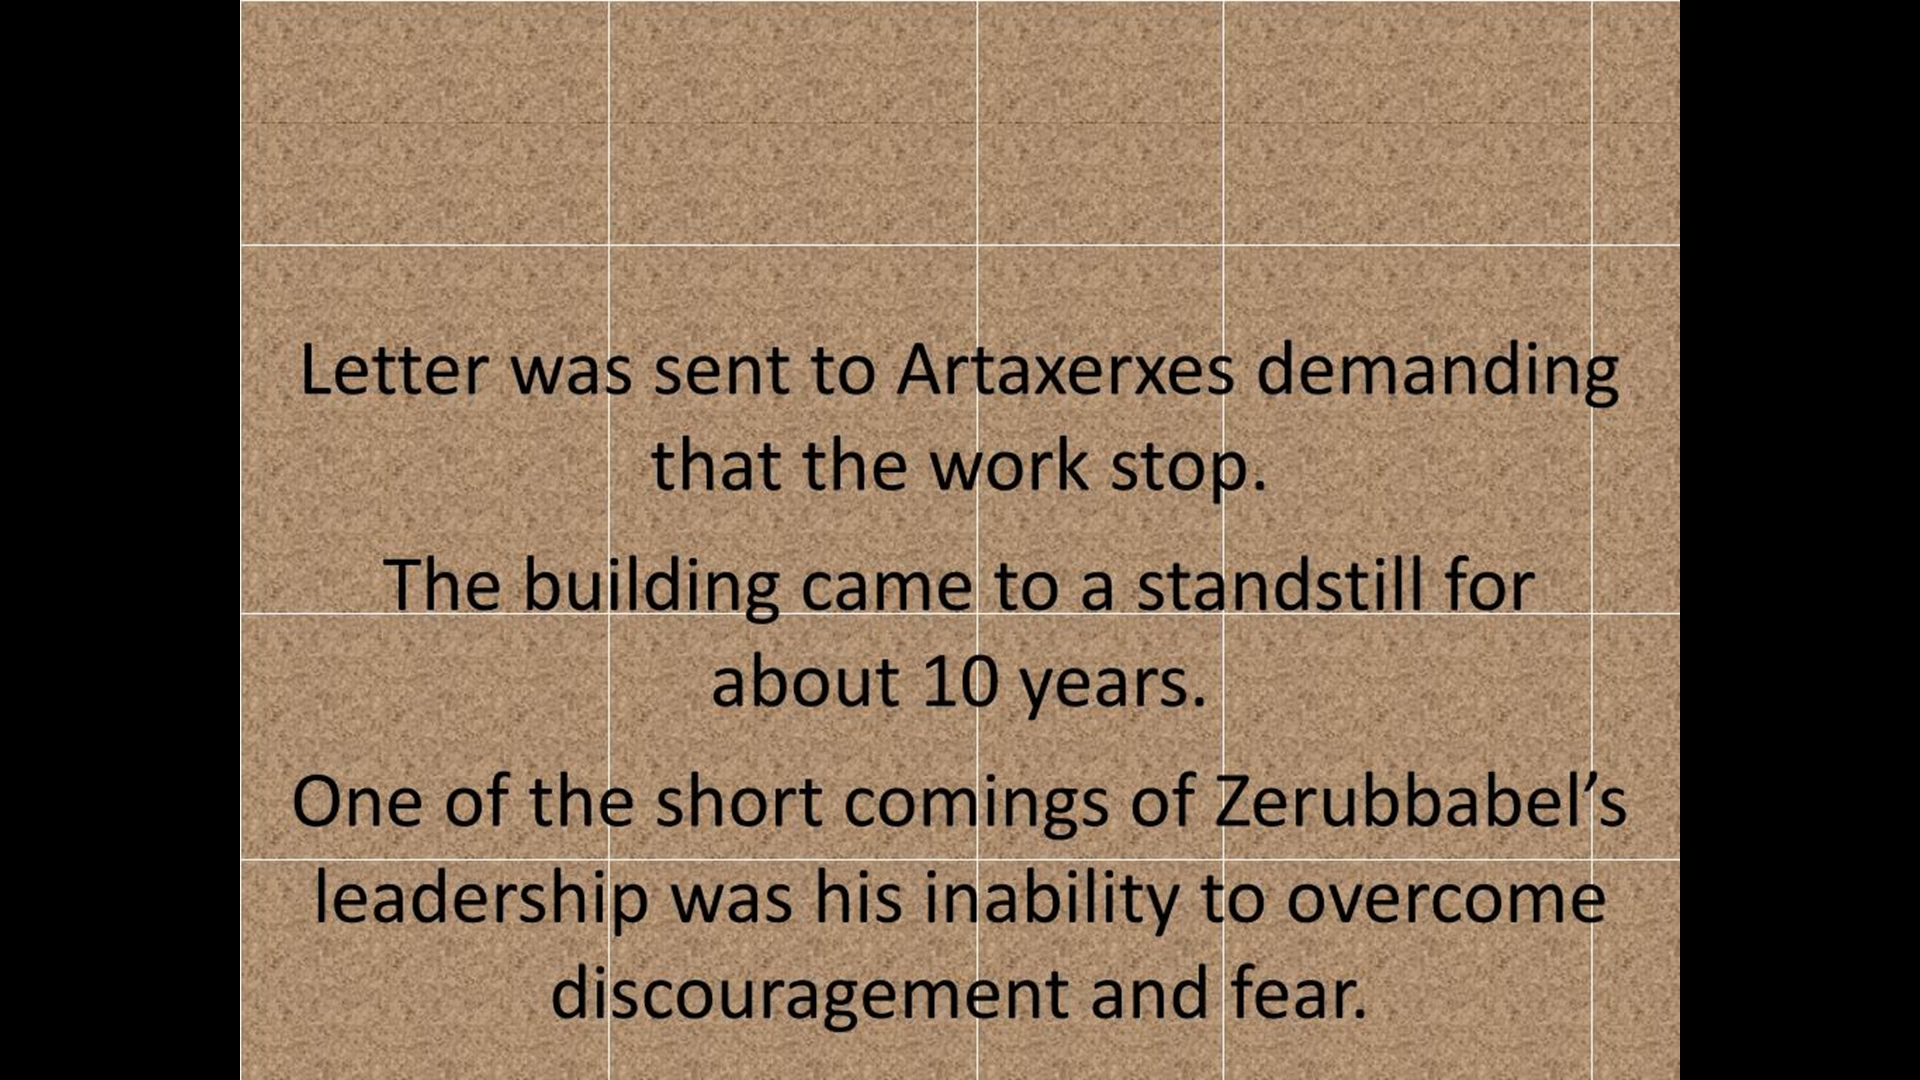 Letter was sent to Artaxerxes demanding
that the work stop.
The building came to a standstill for
about 10 years.
One of the short comings of Zerubbabel’s
leadership was his inability to overcome
discouragement and fear.